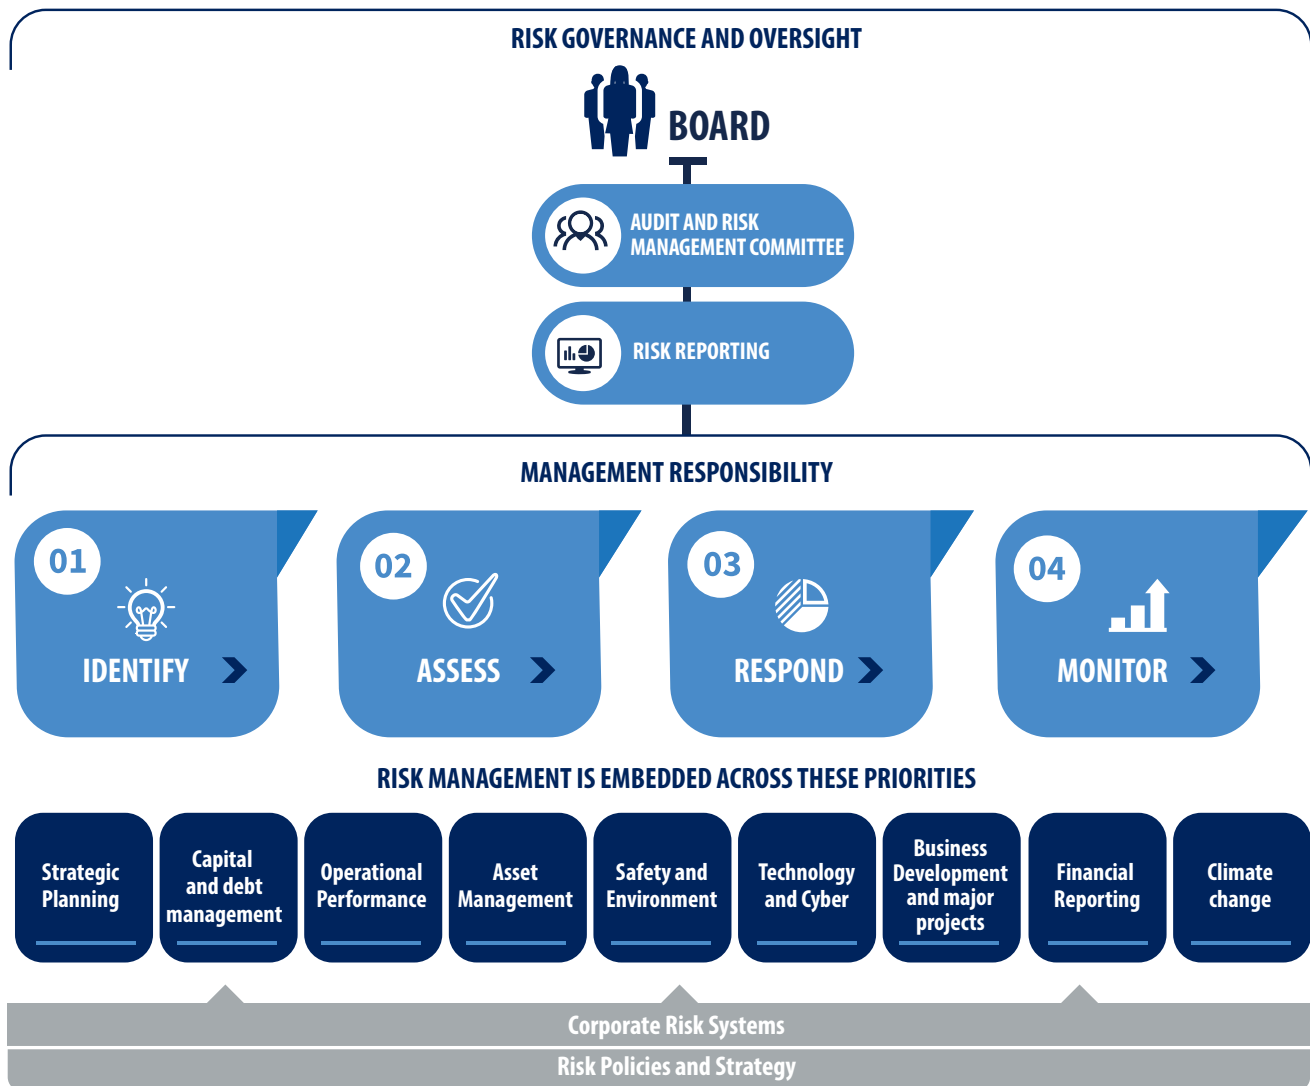 RISK GOVERNANCE AND OVERSIGHT
BOARD
AUDIT AND RISK
MANAGEMENT COMMITTEE
RISK REPORTING
MANAGEMENT RESPONSIBILITY
01
IDENTIFY
02
ASSESS
03
RESPOND
04
MONITOR
RISK MANAGEMENT IS EMBEDDED ACROSS THESE PRIORITIES
Strategic
Planning
Capital
and debt
management
Operational
Performance
Asset
Management
Safety and
Environment
Technology
and Cyber
Business
Development
and major
projects
Financial
Reporting
Climate
change
Corporate Risk Systems
Risk Policies and Strategy